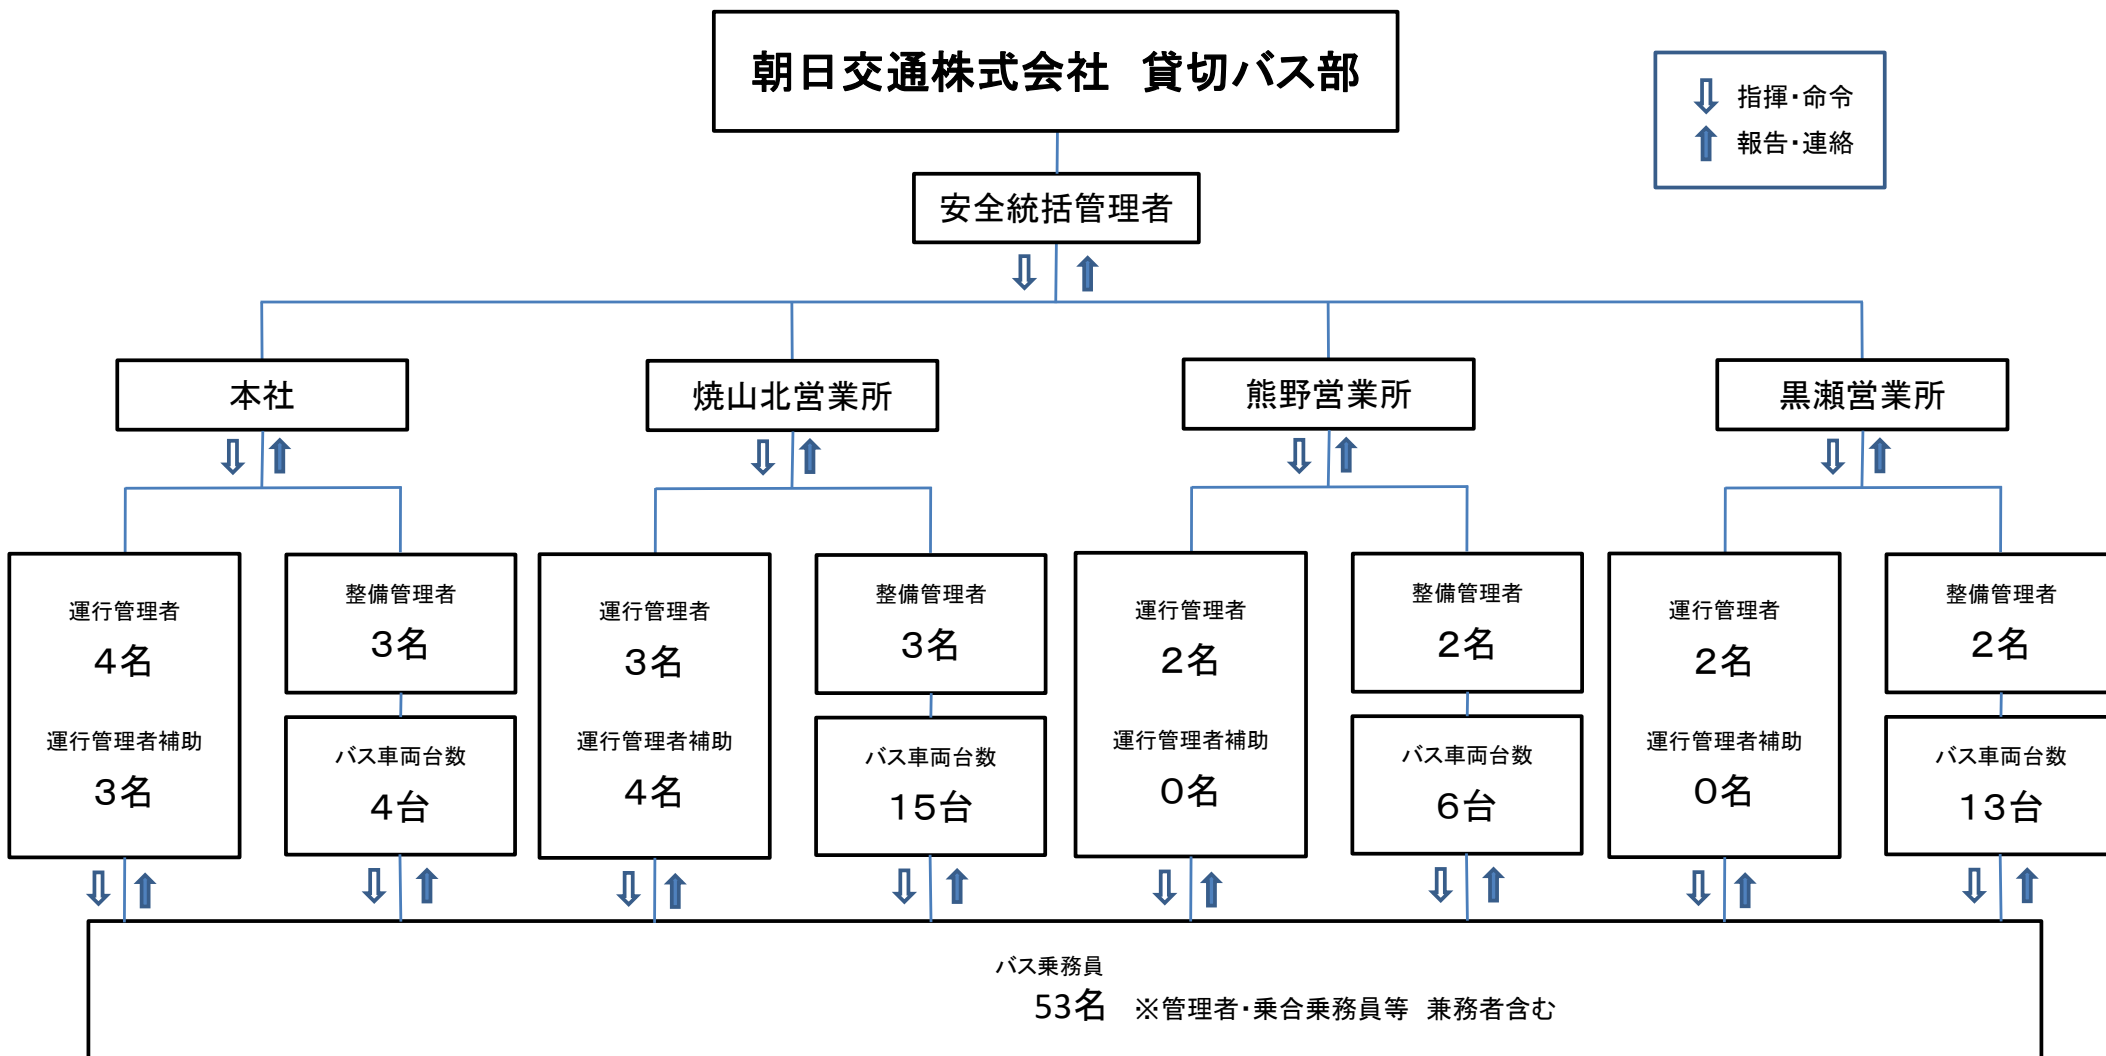 朝日交通株式会社　貸切バス部
指揮・命令
報告・連絡
安全統括管理者
本社
焼山北営業所
熊野営業所
黒瀬営業所
運行管理者
4名
運行管理者補助
3名
整備管理者
3名
バス車両台数
4台
運行管理者
3名
運行管理者補助
4名
整備管理者
3名
バス車両台数
15台
運行管理者
2名
運行管理者補助
0名
整備管理者
2名
バス車両台数
6台
運行管理者
2名
運行管理者補助
0名
整備管理者
2名
バス車両台数
13台
バス乗務員
53名　※管理者・乗合乗務員等　兼務者含む